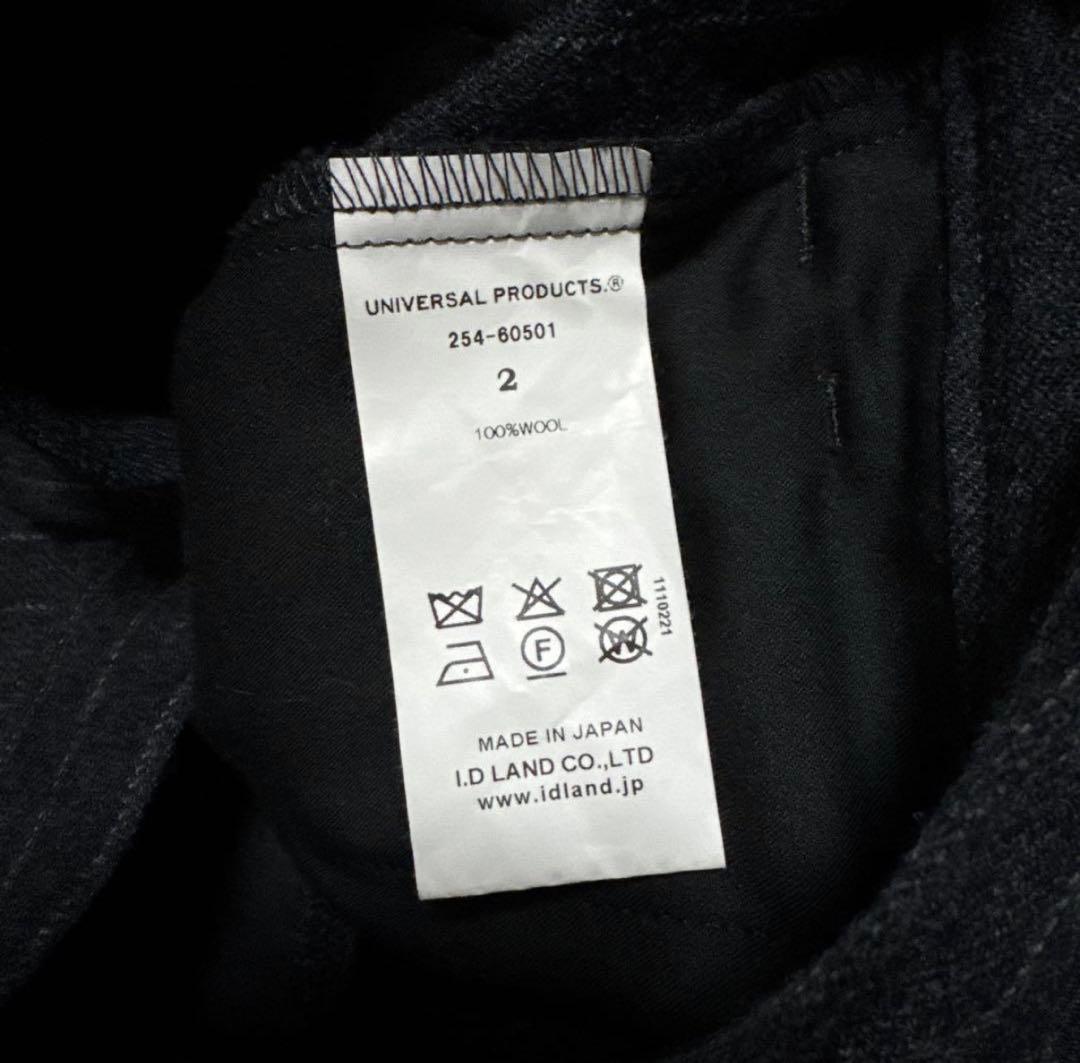 UNIVERSAL PRODUCTS.®
254-60501
2
100%WOOL
1110221
F
W
MADE IN JAPAN
I.D LAND CO.,LTD
www.idland.jp